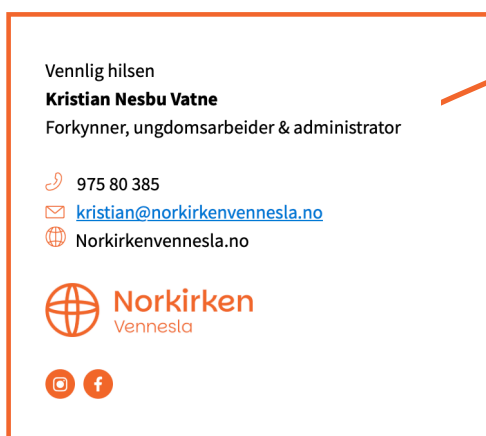 Vennlig hilsen
Kristian Nesbu Vatne
Forkynner, ungdomsarbeider & administrator
975 80 385
kristian@norkirkenvennesla.no
Norkirkenvennesla.no
Norkirken
Vennesla